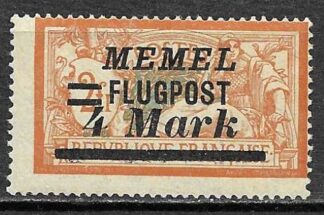 MEMEL
FLUGPOST
4 Mark
REPUBLIQUE FRANÇAISE